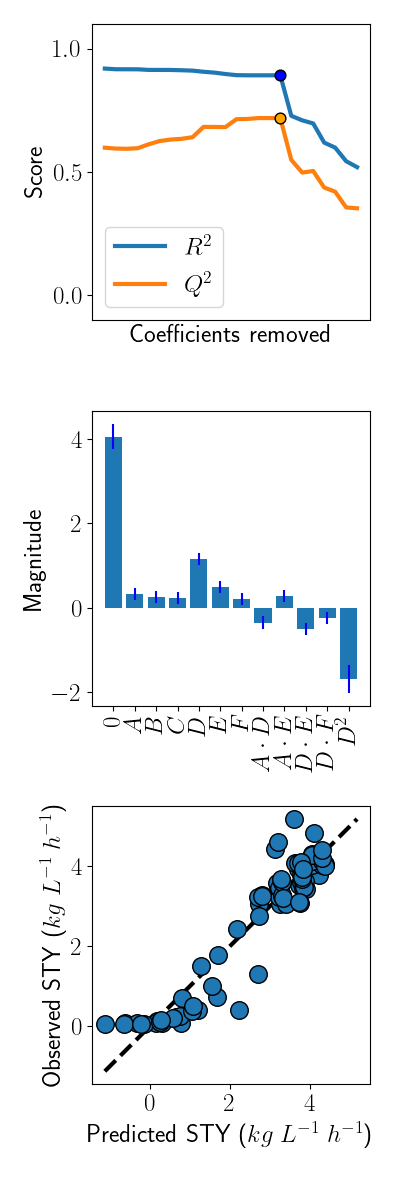 1.0
0.5
0.0
Score
R²
Q²
Coefficients removed
4
2
0
−2
Magnitude
0
A
B
C
D
E
F
A · D
A · E
D · E
D · F
D²
4
2
0
Observed STY (kg L⁻¹ h⁻¹)
0 2 4
Predicted STY (kg L⁻¹ h⁻¹)